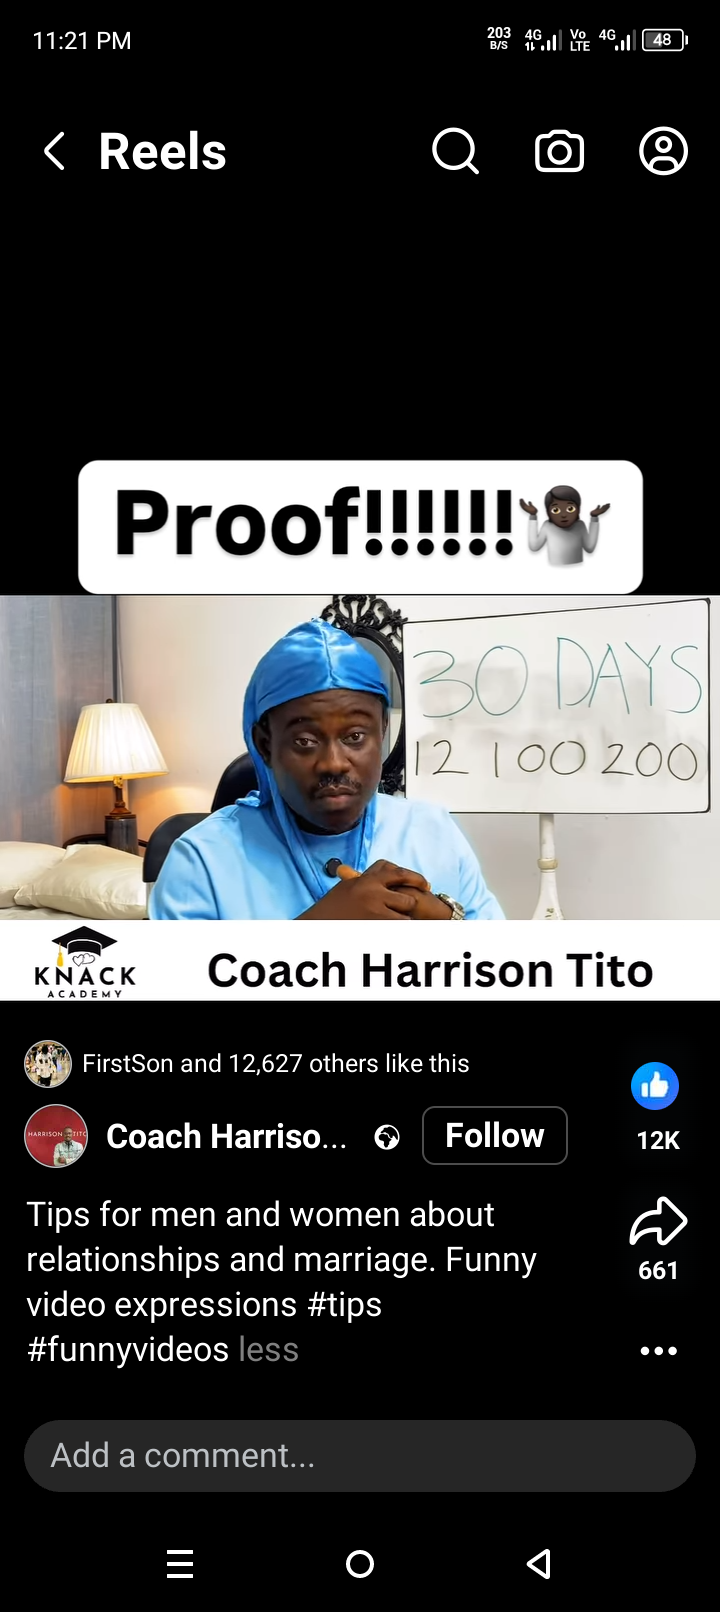 11:21 PM 203 B/S 4G Vo LTE 4G 48
Reels
Proof!!!!!!🤷🏿
30 DAYS
12 100 200
KNACK
ACADEMY
Coach Harrison Tito
FirstSon and 12,627 others like this
12K
HARRISON TITO
Coach Harriso... Follow
Tips for men and women about
relationships and marriage. Funny
video expressions #tips
#funnyvideos less
661
Add a comment...